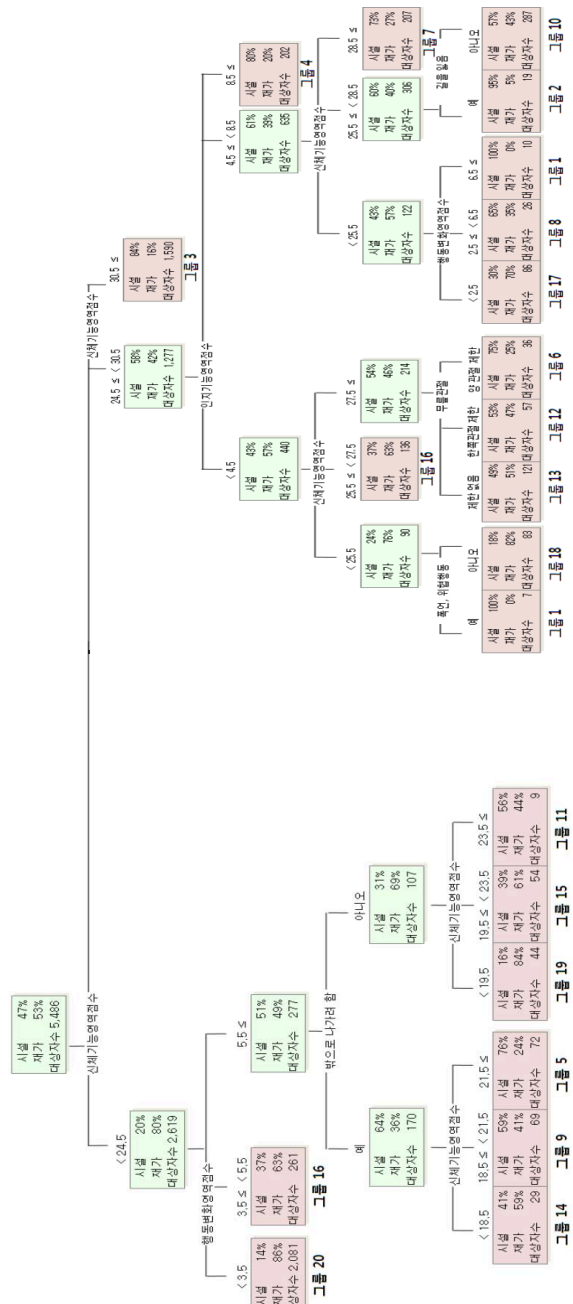 시설 47%
재가 53%
대상자수 5,486
신체기능영역점수
< 24.5
시설 20%
재가 80%
대상자수 2,619
행동변화영역점수
< 3.5
시설 14%
재가 86%
대상자수 2,081
그룹 20
3.5 ≤ < 5.5
시설 37%
재가 63%
대상자수 261
그룹 16
5.5 ≤
시설 51%
재가 49%
대상자수 277
밖으로 나가려 함
예
시설 64%
재가 36%
대상자수 170
신체기능영역점수
< 18.5
시설 41%
재가 59%
대상자수 29
그룹 14
18.5 ≤ < 21.5
시설 59%
재가 41%
대상자수 69
그룹 9
21.5 ≤
시설 76%
재가 24%
대상자수 72
그룹 5
아니오
시설 31%
재가 69%
대상자수 107
신체기능영역점수
< 19.5
시설 16%
재가 84%
대상자수 44
그룹 19
19.5 ≤ < 23.5
시설 39%
재가 61%
대상자수 54
그룹 15
23.5 ≤
시설 56%
재가 44%
대상자수 9
그룹 11
신체기능영역점수
24.5 ≤ < 30.5
시설 58%
재가 42%
대상자수 1,277
30.5 ≤
시설 84%
재가 16%
대상자수 1,590
그룹 3
인지기능영역점수
< 4.5
시설 43%
재가 57%
대상자수 440
신체기능영역점수
< 25.5
시설 24%
재가 76%
대상자수 90
폭언, 위협행동
예
시설 100%
재가 0%
대상자수 7
그룹 1
아니오
시설 18%
재가 82%
대상자수 83
그룹 18
25.5 ≤ < 27.5
시설 37%
재가 63%
대상자수 136
그룹 16
27.5 ≤
시설 54%
재가 46%
대상자수 214
무릎관절
제한 없음
시설 49%
재가 51%
대상자수 121
그룹 13
한쪽관절 제한
시설 53%
재가 47%
대상자수 57
그룹 12
양 관절 제한
시설 75%
재가 25%
대상자수 36
그룹 6
4.5 ≤ < 8.5
시설 61%
재가 39%
대상자수 635
8.5 ≤
시설 80%
재가 20%
대상자수 202
그룹 4
신체기능영역점수
< 25.5
시설 43%
재가 57%
대상자수 122
행동변화영역점수
< 2.5
시설 30%
재가 70%
대상자수 86
그룹 17
2.5 ≤ < 6.5
시설 65%
재가 35%
대상자수 26
그룹 8
6.5 ≤
시설 100%
재가 0%
대상자수 10
그룹 1
25.5 ≤ < 28.5
시설 60%
재가 40%
대상자수 306
길을 잃음
예
시설 95%
재가 5%
대상자수 19
그룹 2
아니오
시설 57%
재가 43%
대상자수 287
그룹 10
28.5 ≤
시설 73%
재가 27%
대상자수 207
그룹 7